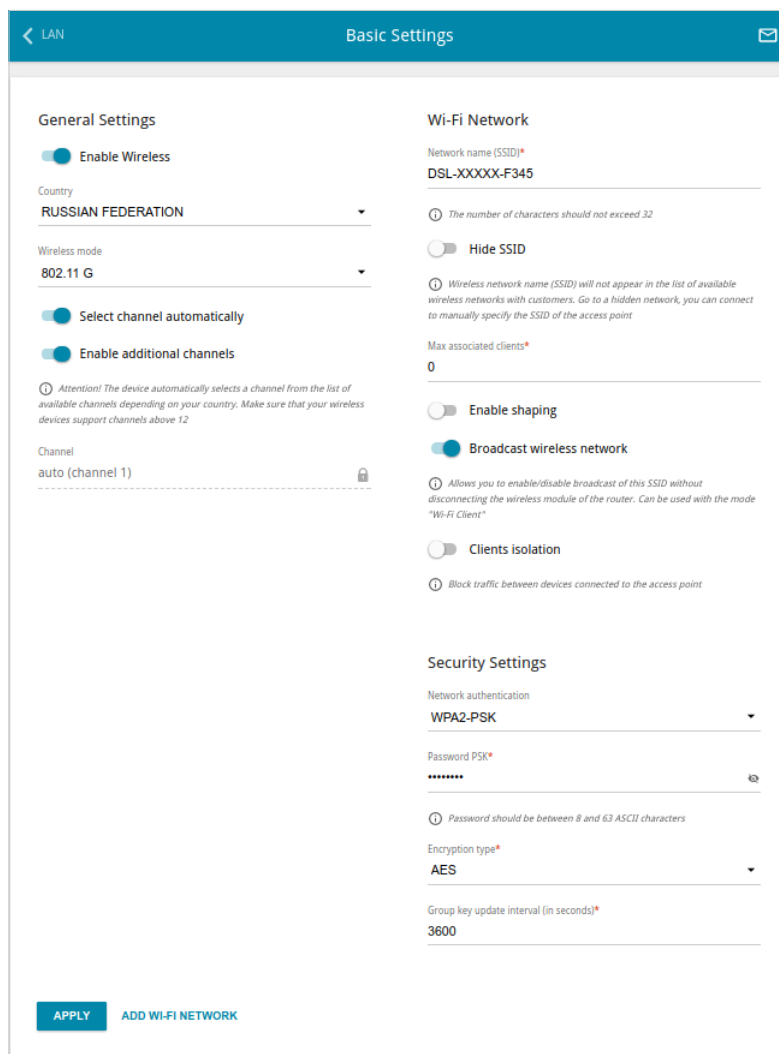 LAN
Basic Settings
General Settings
Enable Wireless
Country
RUSSIAN FEDERATION
Wireless mode
802.11 G
Select channel automatically
Enable additional channels
Attention! The device automatically selects a channel from the list of
available channels depending on your country. Make sure that your wireless
devices support channels above 12
Channel
auto (channel 1)
Wi-Fi Network
Network name (SSID)*
DSL-XXXXX-F345
The number of characters should not exceed 32
Hide SSID
Wireless network name (SSID) will not appear in the list of available
wireless networks with customers. Go to a hidden network, you can connect
to manually specify the SSID of the access point
Max associated clients*
0
Enable shaping
Broadcast wireless network
Allows you to enable/disable broadcast of this SSID without
disconnecting the wireless module of the router. Can be used with the mode
"Wi-Fi Client"
Clients isolation
Block traffic between devices connected to the access point
Security Settings
Network authentication
WPA2-PSK
Password PSK*
••••••••
Password should be between 8 and 63 ASCII characters
Encryption type*
AES
Group key update interval (in seconds)*
3600
APPLY
ADD WI-FI NETWORK